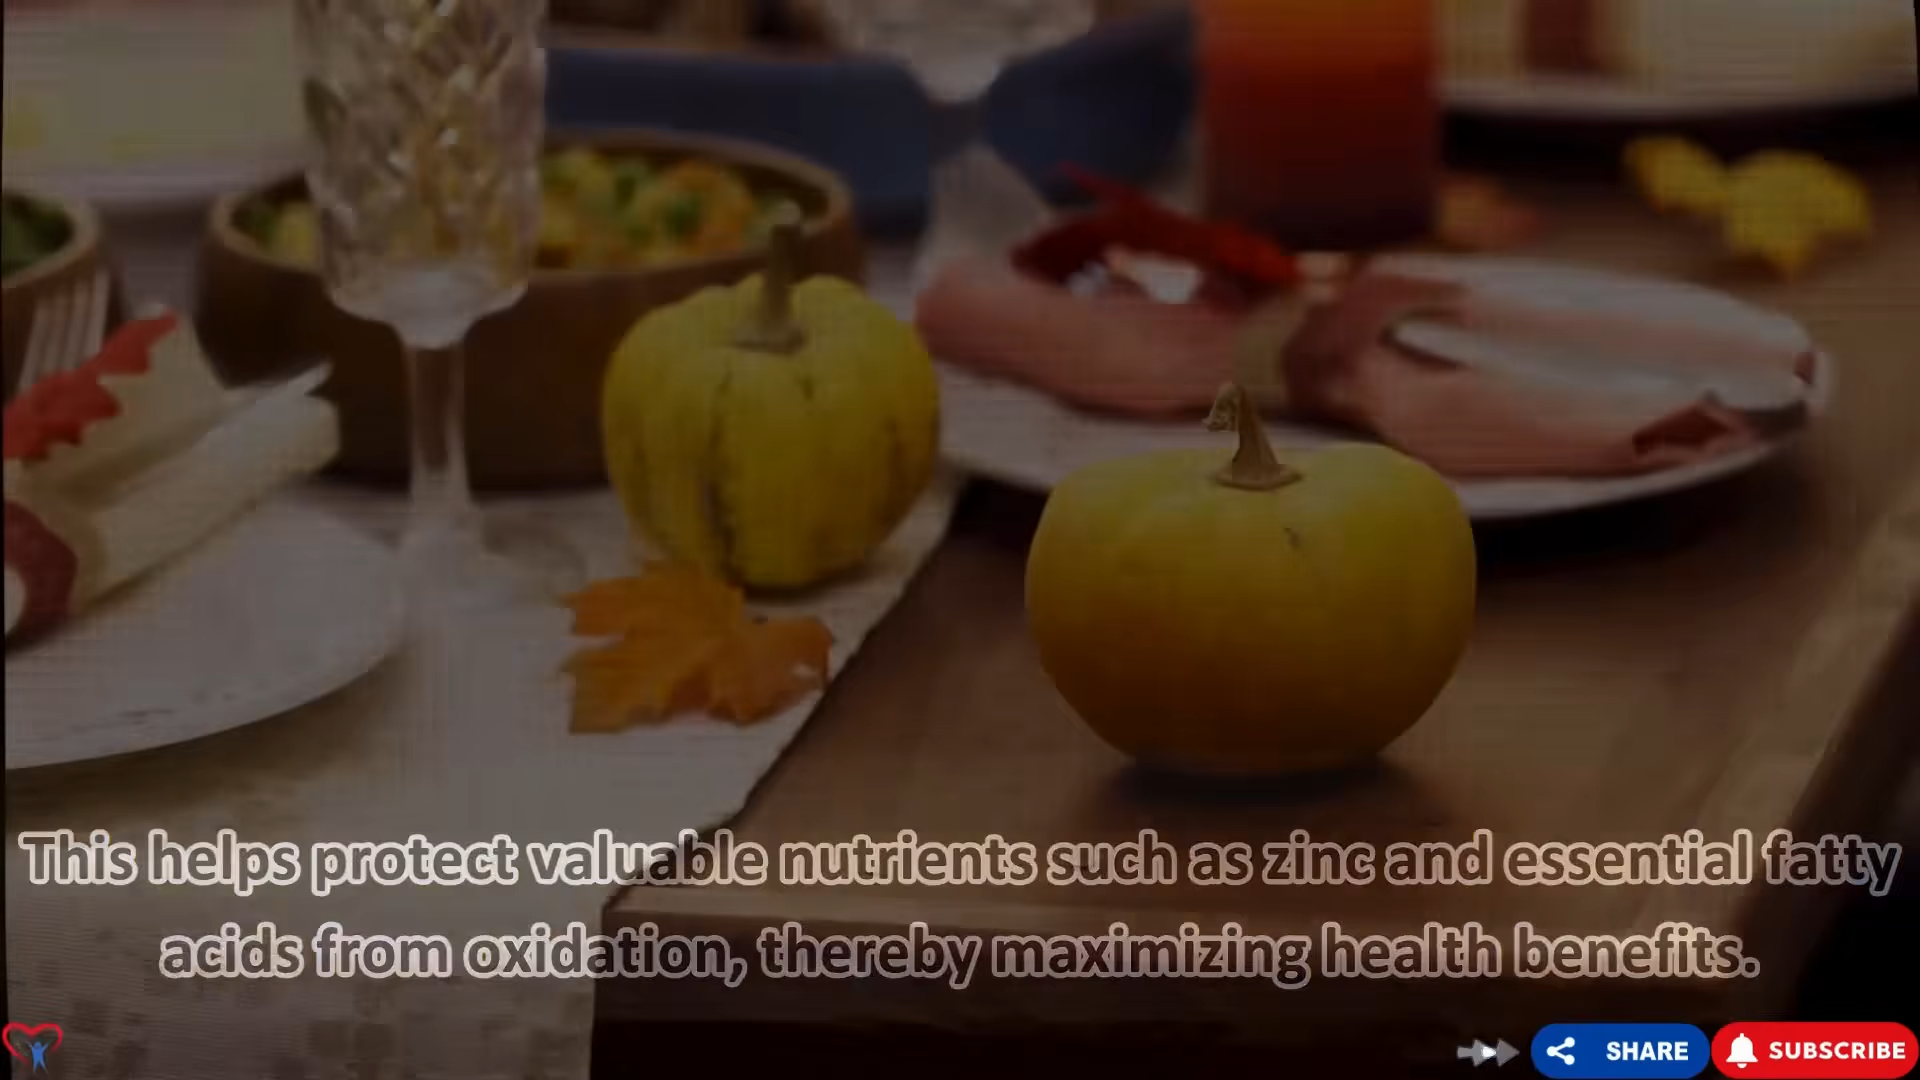 This helps protect valuable nutrients such as zinc and essential fatty
acids from oxidation, thereby maximizing health benefits.
SHARE
SUBSCRIBE